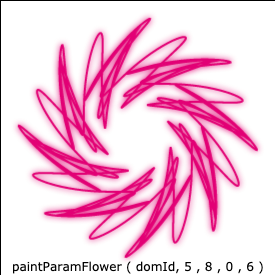 paintParamFlower ( domId, 5 , 8 , 0 , 6 )